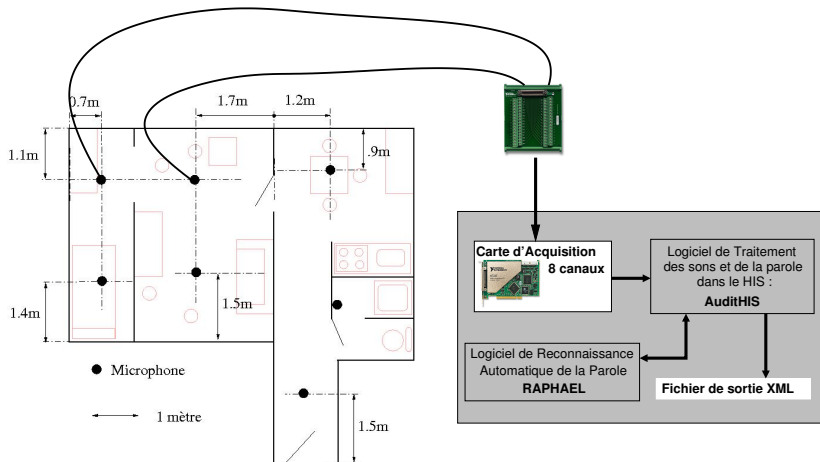 0.7m
1.7m
1.2m
1.1m
.9m
1.4m
1.5m
Microphone
1 mètre
1.5m
Carte d'Acquisition
8 canaux
Logiciel de Traitement
des sons et de la parole
dans le HIS :
AuditHIS
Logiciel de Reconnaissance
Automatique de la Parole
RAPHAEL
Fichier de sortie XML